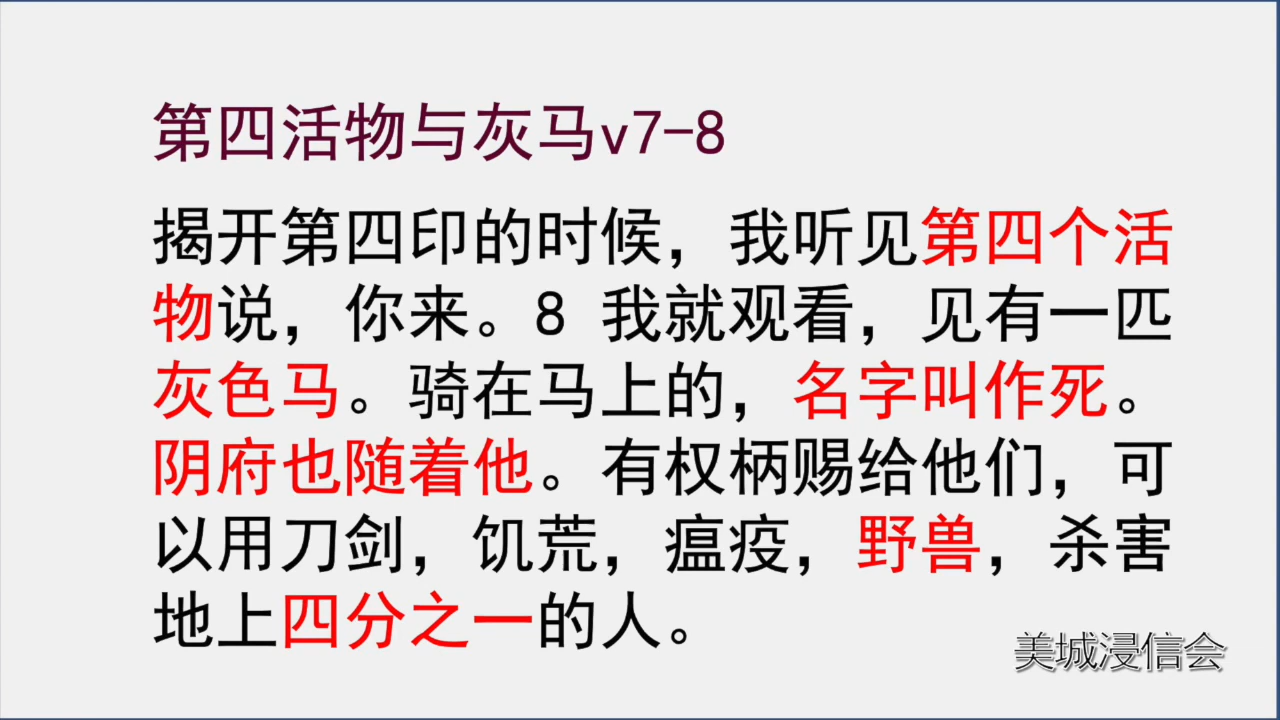 第四活物与灰马v7-8
揭开第四印的时候，我听见第四个活
物说，你来。8 我就观看，见有一匹
灰色马。骑在马上的，名字叫作死。
阴府也随着他。有权柄赐给他们，可
以用刀剑，饥荒，瘟疫，野兽，杀害
地上四分之一的人。
美城浸信会